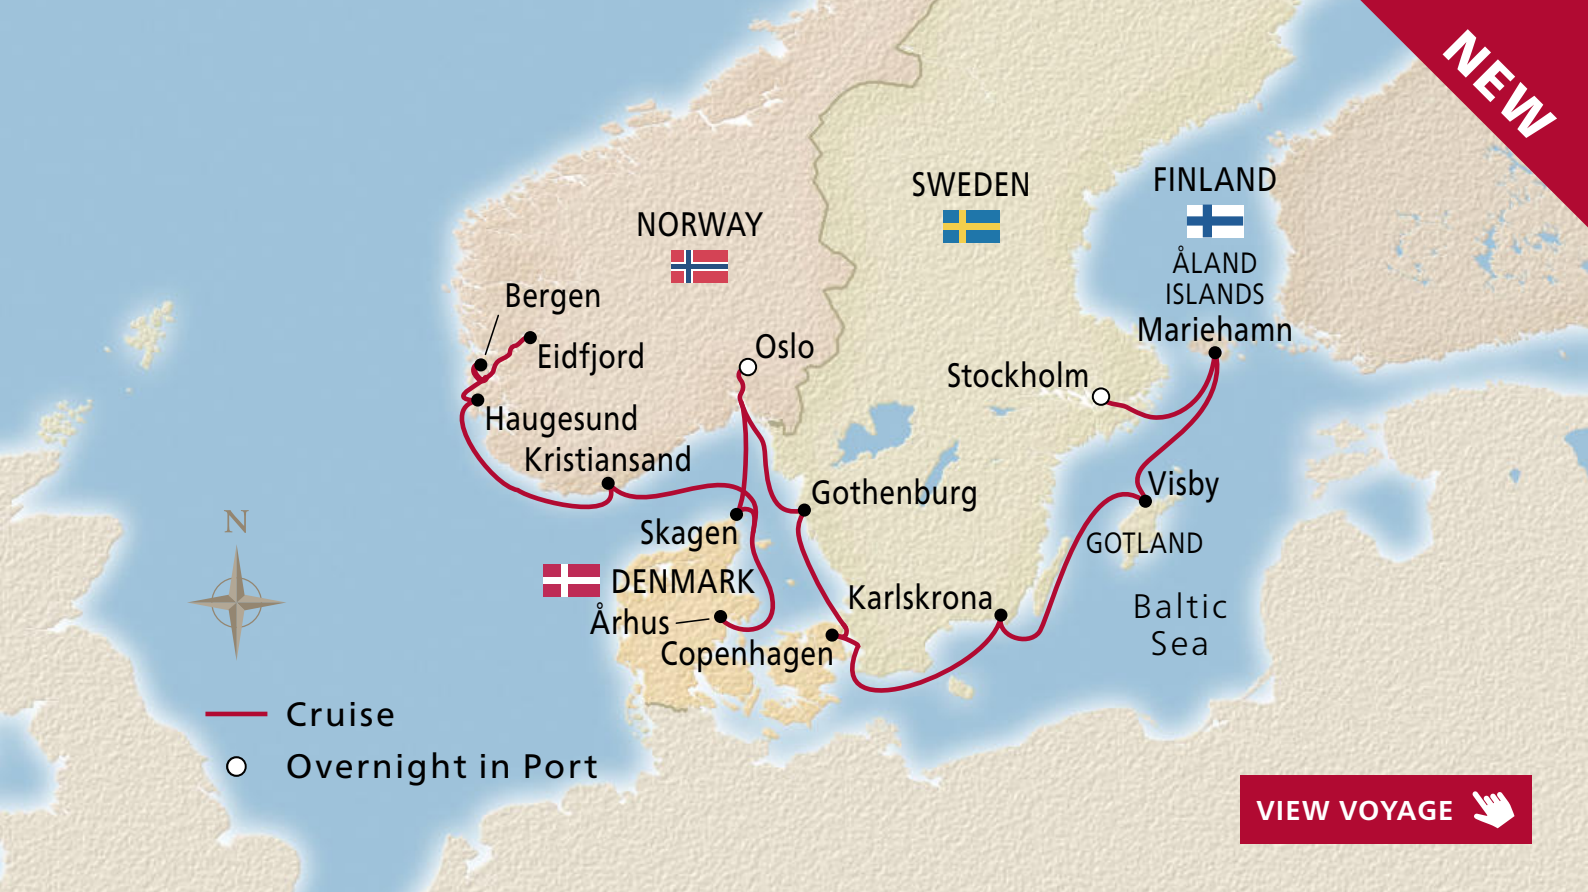 NEW
SWEDEN
FINLAND
NORWAY
ÅLAND
ISLANDS
Bergen
Mariehamn
Oslo
Eidfjord
Stockholm
Haugesund
Kristiansand
Visby
Gothenburg
N
Skagen
GOTLAND
DENMARK
Karlskrona
Baltic
Sea
Århus
Copenhagen
Cruise
Overnight in Port
VIEW VOYAGE